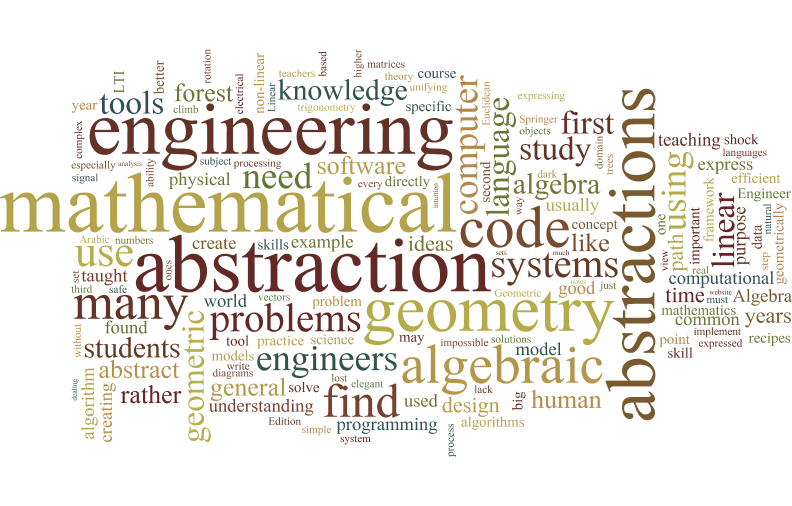 LTI
better
rotation
electrical
non-linear
Linear
teachers
based
higher
matrices
theory
course
unifying
year
tools
forest
climb
knowledge
trigonometry
specific
computer
Euclidean
expressing
complex
engineering
language
Springer
objects
first
domain
trees
abstractions
teaching
shock
languages
especially
analysis
ability
subject
processing
software
study
signal
physical
need
every
directly
intuition
second
way
dark
algebra
usually
path
using
express
efficient
framework
Engineer
mathematical
code
concept
like
one
view
important
linear
purpose
data
step
natural
geometrically
Arabic
numbers
create
skills
example
ideas
sets
much
use
set
taught
ones
abstraction
systems
real
computational
third
safe
many
world
vectors
problem
Geometric
notes
good
just
time
website
must
Algebra
without
found
geometric
problems
geometry
mathematics
common
implement
years
students
models
tool
practice
science
may
impossible
solutions
model
point
expressed
recipes
skill
dealing
algorithm
creating
abstract
write
diagrams
engineers
algebraic
rather
general
solve
lost
elegant
find
used
lack
design
big
human
understanding
Edition
simple
system
programming
process
algorithms